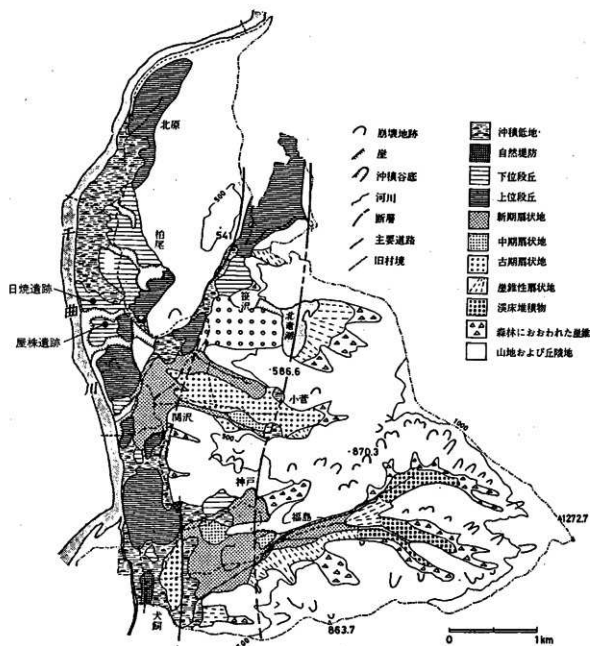 北原
千
曲
川
柏尾
日焼遺跡
屋株遺跡
500
541
笹沢
北竜湖
・586.6
小菅
関沢
500
神戸
福島
・870.3
1000
1272.7
犬飼
863.7
崩壊地跡
崖
沖積谷底
河川
断層
主要道路
旧村境
沖積低地
自然堤防
下位段丘
上位段丘
新期扇状地
中期扇状地
古期扇状地
崖錐性扇状地
渓床堆積物
森林におおわれた崖錐
山地および丘陵地
0 1km